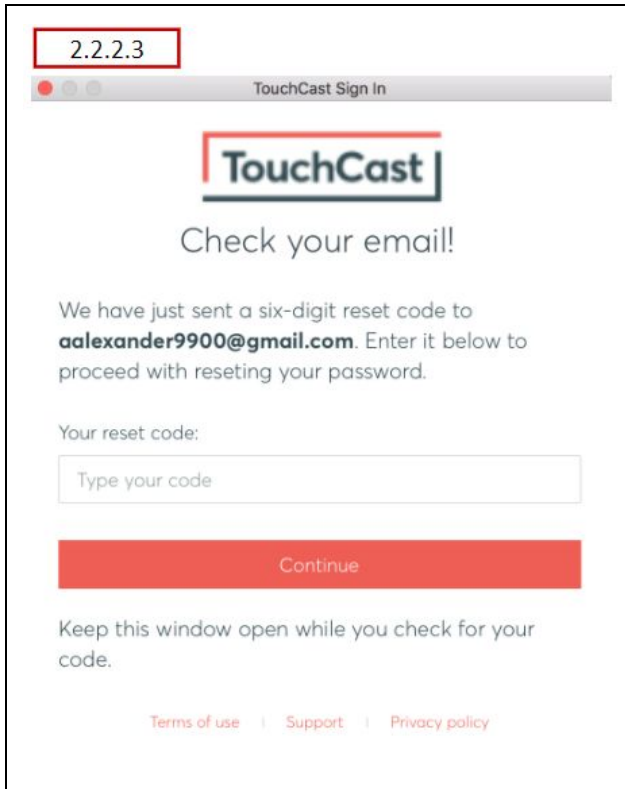 2.2.2.3
TouchCast Sign In
TouchCast
Check your email!
We have just sent a six-digit reset code to
aalexander9900@gmail.com. Enter it below to
proceed with reseting your password.
Your reset code:
Type your code
Continue
Keep this window open while you check for your
code.
Terms of use | Support | Privacy policy